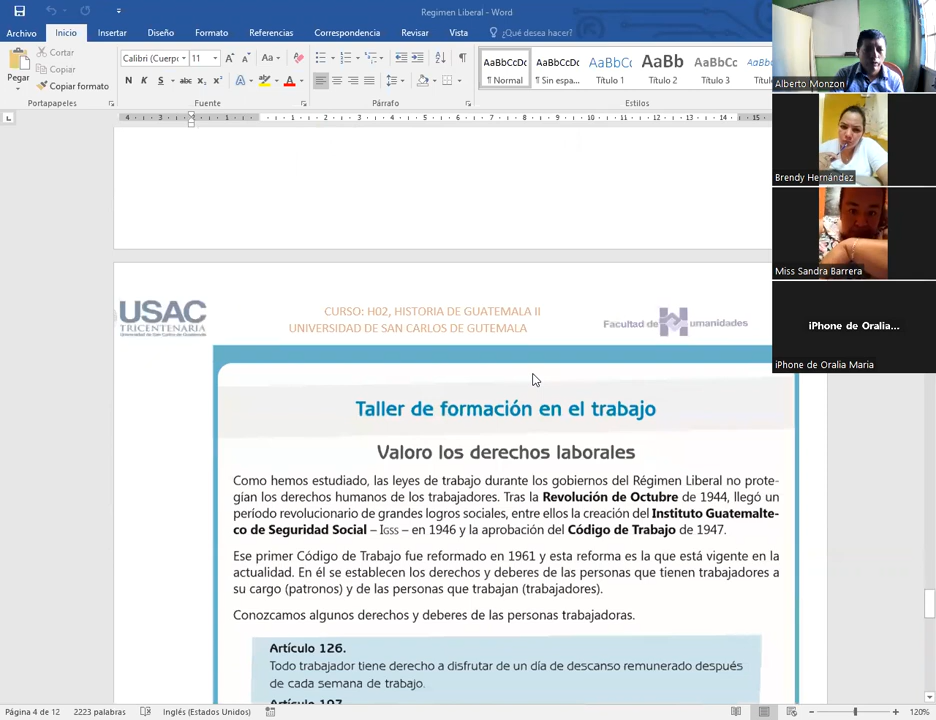 Regimen Liberal - Word
Archivo Inicio Insertar Diseño Formato Referencias Correspondencia Revisar Vista ¿Qué desea hacer?
Pegar
Cortar
Copiar
Copiar formato
Portapapeles
Calibri (Cuerpo 11
N K S abc
Fuente
Párrafo
AaBbCcDc AaBbCcDc AaBbC AaBb AaBbCc AaBb
¶ Normal ¶ Sin espa... Título 1 Título 2 Título 3 Títu
Estilos
Alberto Monzon
Brendy Hernández
Miss Sandra Barrera
iPhone de Oralia...
iPhone de Oralia Maria
USAC
TRICENTENARIA
Universidad de San Carlos de Guatemala
CURSO: H02, HISTORIA DE GUATEMALA II
UNIVERSIDAD DE SAN CARLOS DE GUTEMALA
Facultad de Humanidades
Taller de formación en el trabajo
Valoro los derechos laborales
Como hemos estudiado, las leyes de trabajo durante los gobiernos del Régimen Liberal no prote-
gían los derechos humanos de los trabajadores. Tras la Revolución de Octubre de 1944, llegó un
período revolucionario de grandes logros sociales, entre ellos la creación del Instituto Guatemalte-
co de Seguridad Social – IGSS – en 1946 y la aprobación del Código de Trabajo de 1947.
Ese primer Código de Trabajo fue reformado en 1961 y esta reforma es la que está vigente en la
actualidad. En él se establecen los derechos y deberes de las personas que tienen trabajadores a
su cargo (patronos) y de las personas que trabajan (trabajadores).
Conozcamos algunos derechos y deberes de las personas trabajadoras.
Artículo 126.
Todo trabajador tiene derecho a disfrutar de un día de descanso remunerado después
de cada semana de trabajo.
Página 4 de 12 2223 palabras Inglés (Estados Unidos) 120%